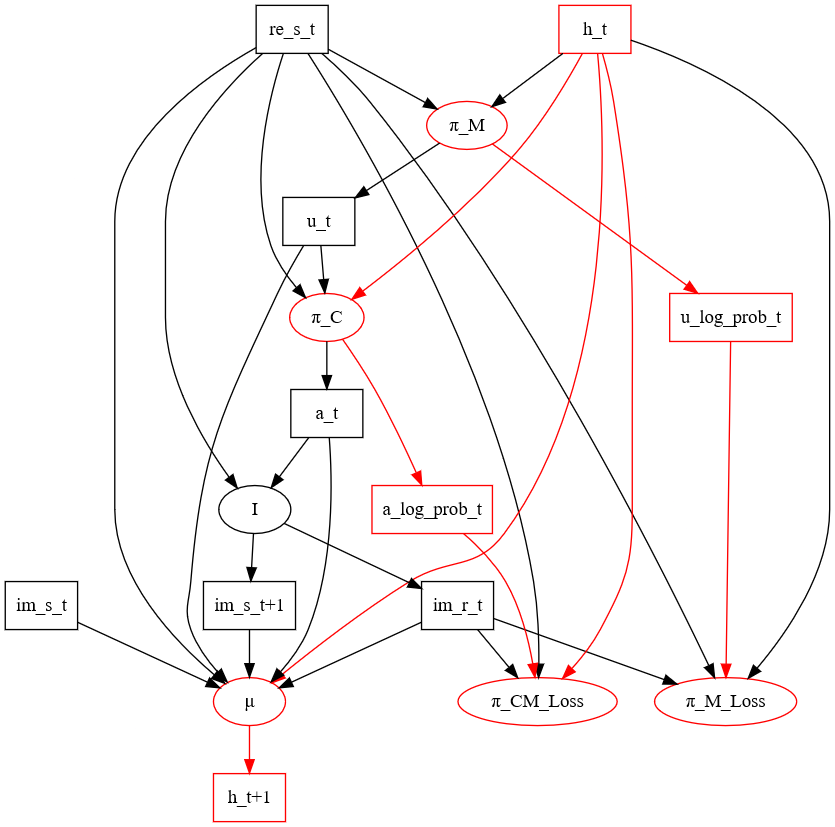 re_s_t
h_t
π_M
u_t
π_C
u_log_prob_t
a_t
I
a_log_prob_t
im_s_t
im_s_t+1
im_r_t
μ
π_CM_Loss
π_M_Loss
h_t+1